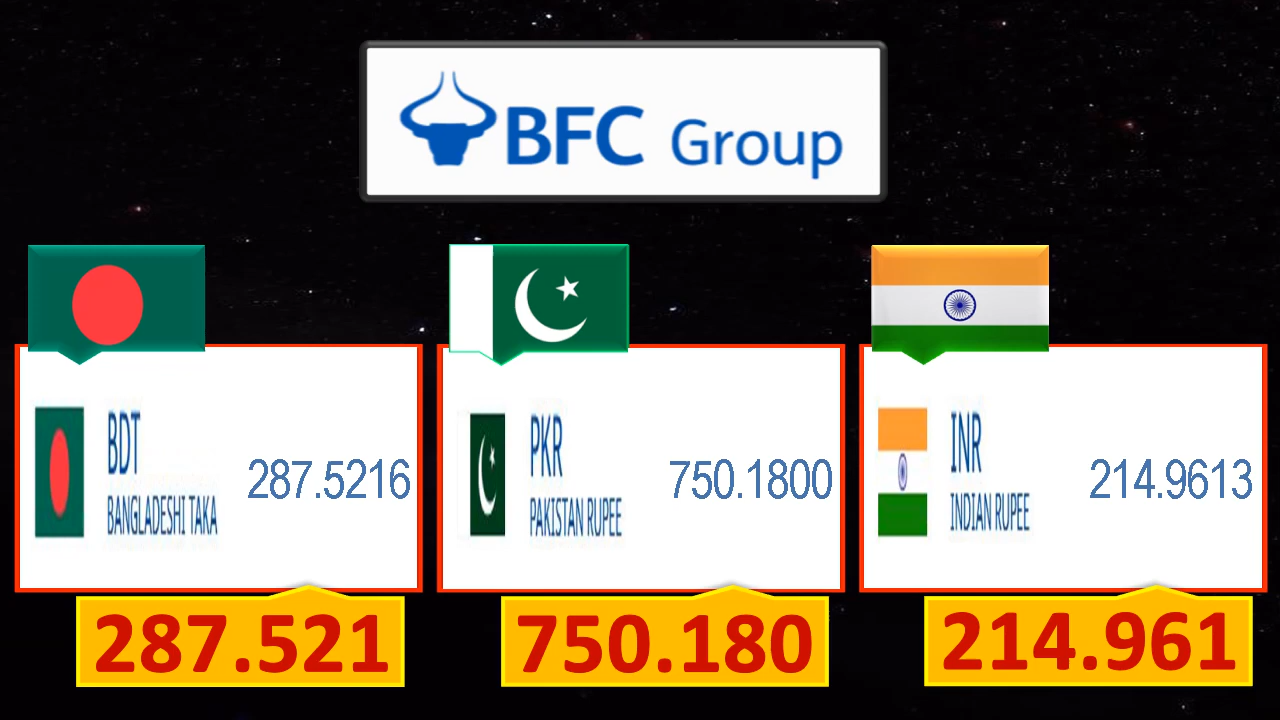 BFC Group
BDT
BANGLADESHI TAKA
287.5216
287.521
PKR
PAKISTAN RUPEE
750.1800
750.180
INR
INDIAN RUPEE
214.9613
214.961